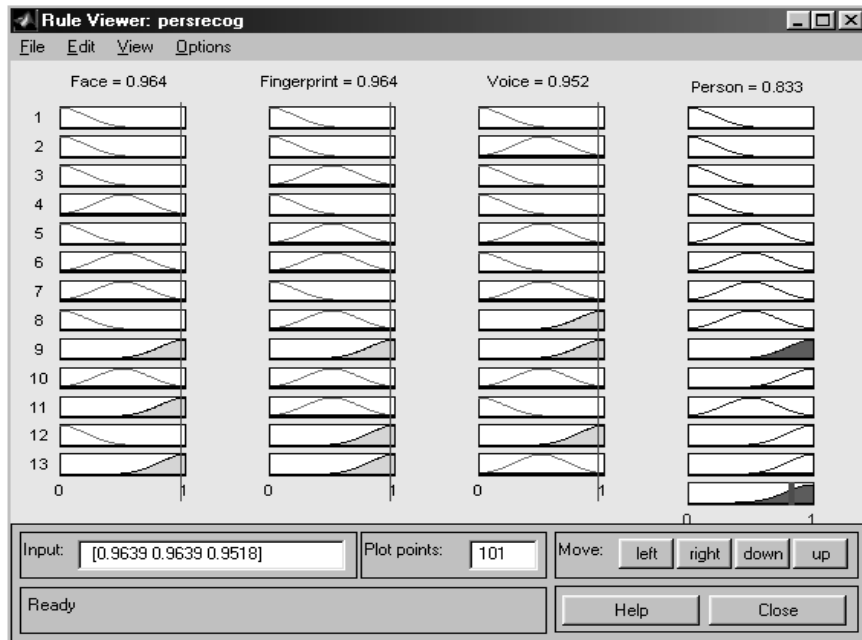 Rule Viewer: persrecog
File Edit View Options
Face = 0.964 Fingerprint = 0.964 Voice = 0.952 Person = 0.833
1
2
3
4
5
6
7
8
9
10
11
12
13
0 1 0 1 0 1
0 1
Input: [0.9639 0.9639 0.9518] Plot points: 101 Move: left right down up
Ready Help Close